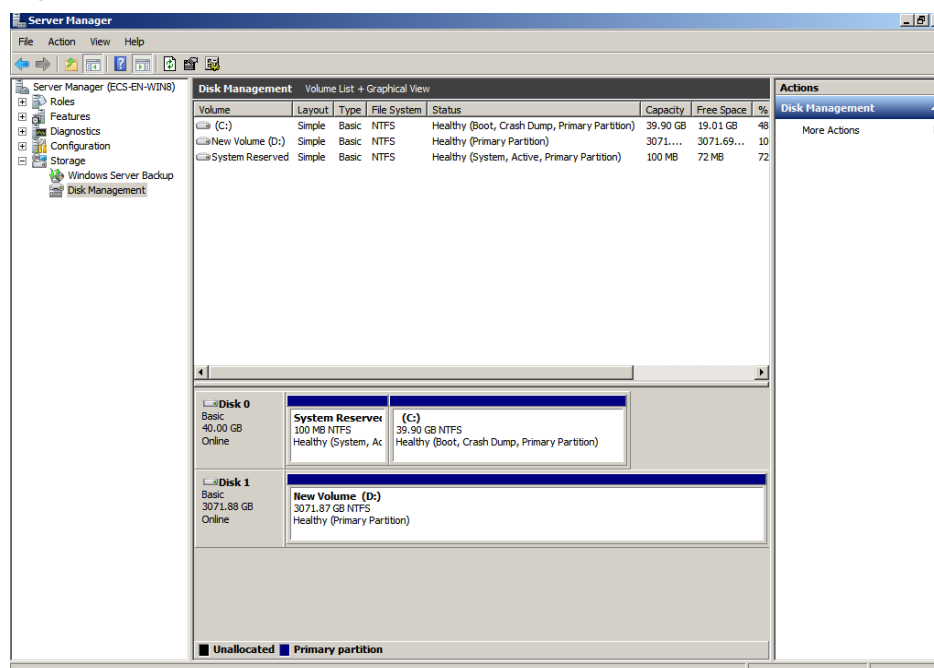 Server Manager
File Action View Help
Server Manager (ECS-EN-WIN8)
Roles
Features
Diagnostics
Configuration
Storage
Windows Server Backup
Disk Management
Disk Management Volume List + Graphical View
Volume Layout Type File System Status Capacity Free Space %
(C:) Simple Basic NTFS Healthy (Boot, Crash Dump, Primary Partition) 39.90 GB 19.01 GB 48
New Volume (D:) Simple Basic NTFS Healthy (Primary Partition) 3071.... 3071.69... 10
System Reserved Simple Basic NTFS Healthy (System, Active, Primary Partition) 100 MB 72 MB 72
Disk 0
Basic
40.00 GB
Online
System Reserve
100 MB NTFS
Healthy (System, Ac
(C:)
39.90 GB NTFS
Healthy (Boot, Crash Dump, Primary Partition)
Disk 1
Basic
3071.88 GB
Online
New Volume (D:)
3071.87 GB NTFS
Healthy (Primary Partition)
Unallocated Primary partition
Actions
Disk Management
More Actions